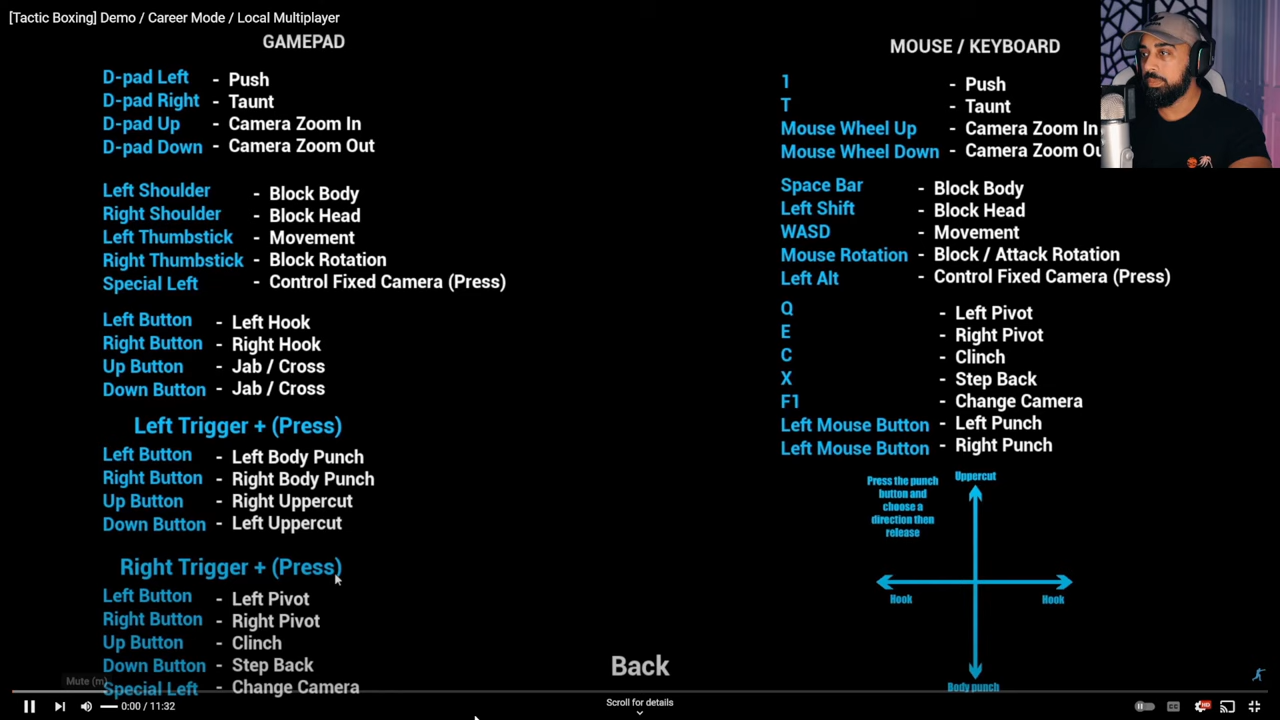 [Tactic Boxing] Demo / Career Mode / Local Multiplayer
GAMEPAD
D-pad Left - Push
D-pad Right - Taunt
D-pad Up - Camera Zoom In
D-pad Down - Camera Zoom Out
Left Shoulder - Block Body
Right Shoulder - Block Head
Left Thumbstick - Movement
Right Thumbstick - Block Rotation
Special Left - Control Fixed Camera (Press)
Left Button - Left Hook
Right Button - Right Hook
Up Button - Jab / Cross
Down Button - Jab / Cross
Left Trigger + (Press)
Left Button - Left Body Punch
Right Button - Right Body Punch
Up Button - Right Uppercut
Down Button - Left Uppercut
Right Trigger + (Press)
Left Button - Left Pivot
Right Button - Right Pivot
Up Button - Clinch
Down Button - Step Back
Special Left - Change Camera
MOUSE / KEYBOARD
1 - Push
T - Taunt
Mouse Wheel Up - Camera Zoom In
Mouse Wheel Down - Camera Zoom Ou
Space Bar - Block Body
Left Shift - Block Head
WASD - Movement
Mouse Rotation - Block / Attack Rotation
Left Alt - Control Fixed Camera (Press)
Q - Left Pivot
E - Right Pivot
C - Clinch
X - Step Back
F1 - Change Camera
Left Mouse Button - Left Punch
Left Mouse Button - Right Punch
Press the punch
button and
choose a
direction then
release
Uppercut
Hook
Hook
Body punch
Back
Mute (m)
0:00 / 11:32
Scroll for details
CC
HD